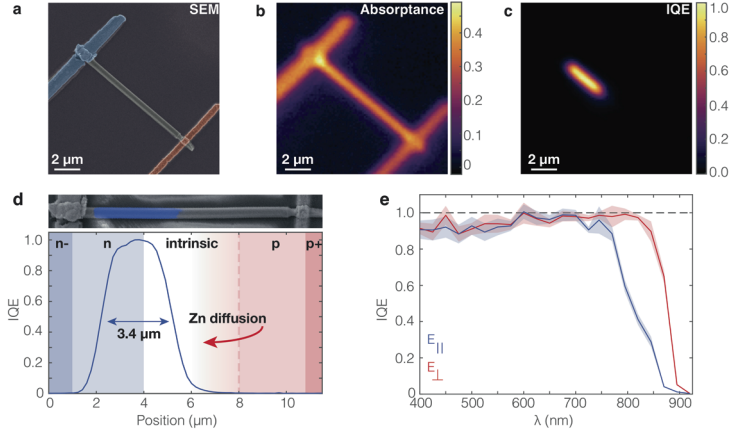 a
SEM
2 μm
b
Absorptance
2 μm
0.4
0.3
0.2
0.1
0
c
IQE
2 μm
1.0
0.8
0.6
0.4
0.2
0.0
d
n-
n
intrinsic
p
p+
3.4 μm
Zn diffusion
IQE
1.0
0.8
0.6
0.4
0.2
0
0
2
4
6
8
10
Position (μm)
e
IQE
1.0
0.8
0.6
0.4
0.2
0
E||
E⊥
400
500
600
700
800
900
λ (nm)